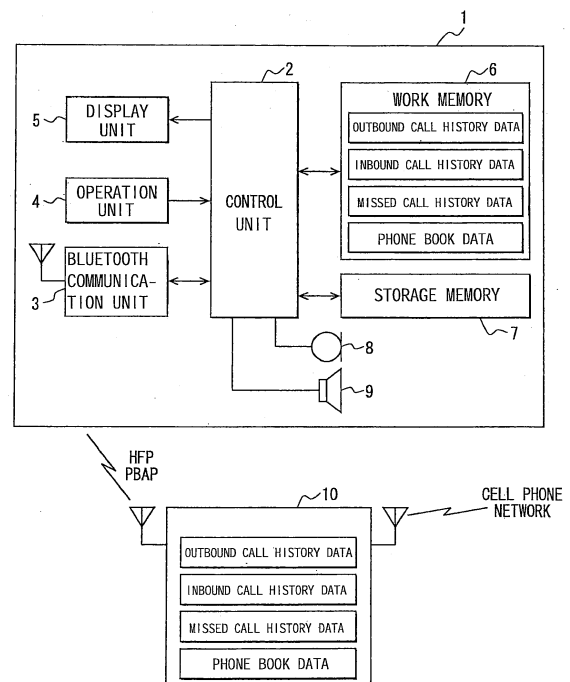 1
2
6
5
DISPLAY
UNIT
4
OPERATION
UNIT
3
BLUETOOTH
COMMUNICA-
TION UNIT
CONTROL
UNIT
WORK MEMORY
OUTBOUND CALL HISTORY DATA
INBOUND CALL HISTORY DATA
MISSED CALL HISTORY DATA
PHONE BOOK DATA
STORAGE MEMORY
7
8
9
HFP
PBAP
10
CELL PHONE
NETWORK
OUTBOUND CALL HISTORY DATA
INBOUND CALL HISTORY DATA
MISSED CALL HISTORY DATA
PHONE BOOK DATA